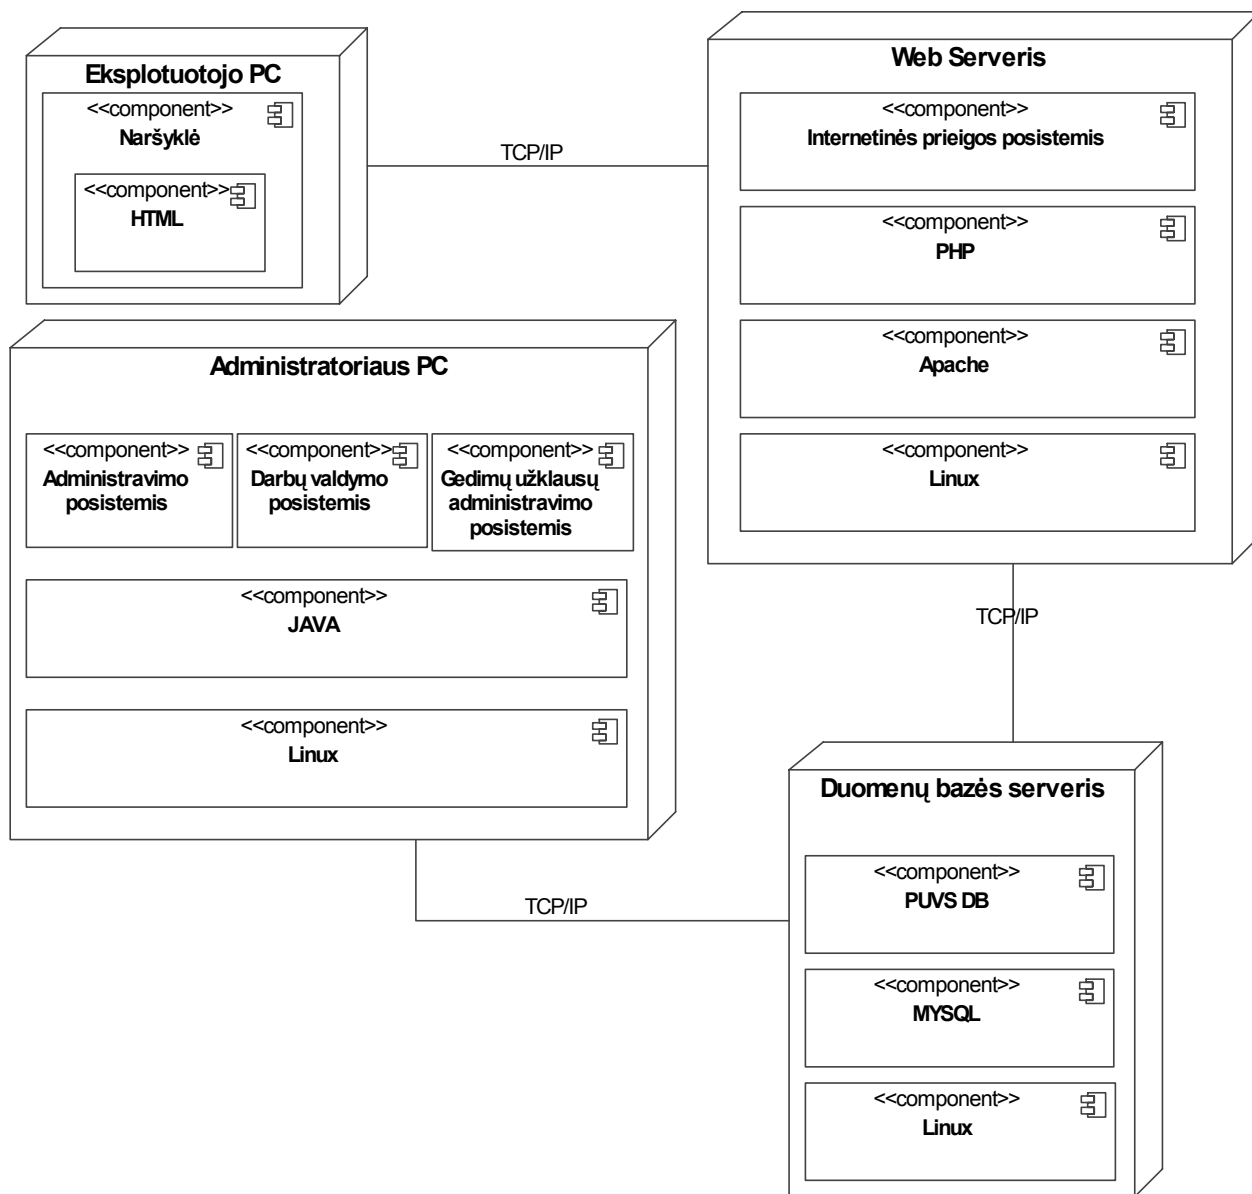 Eksplotuotojo PC
<<component>>
Naršyklė
<<component>>
HTML
TCP/IP
Web Serveris
<<component>>
Internetinės prieigos posistemis
<<component>>
PHP
<<component>>
Apache
<<component>>
Linux
Administratoriaus PC
<<component>>
Administravimo
posistemis
<<component>>
Darbų valdymo
posistemis
<<component>>
Gedimų užklausų
administravimo
posistemis
<<component>>
JAVA
<<component>>
Linux
TCP/IP
TCP/IP
Duomenų bazės serveris
<<component>>
PUVS DB
<<component>>
MYSQL
<<component>>
Linux